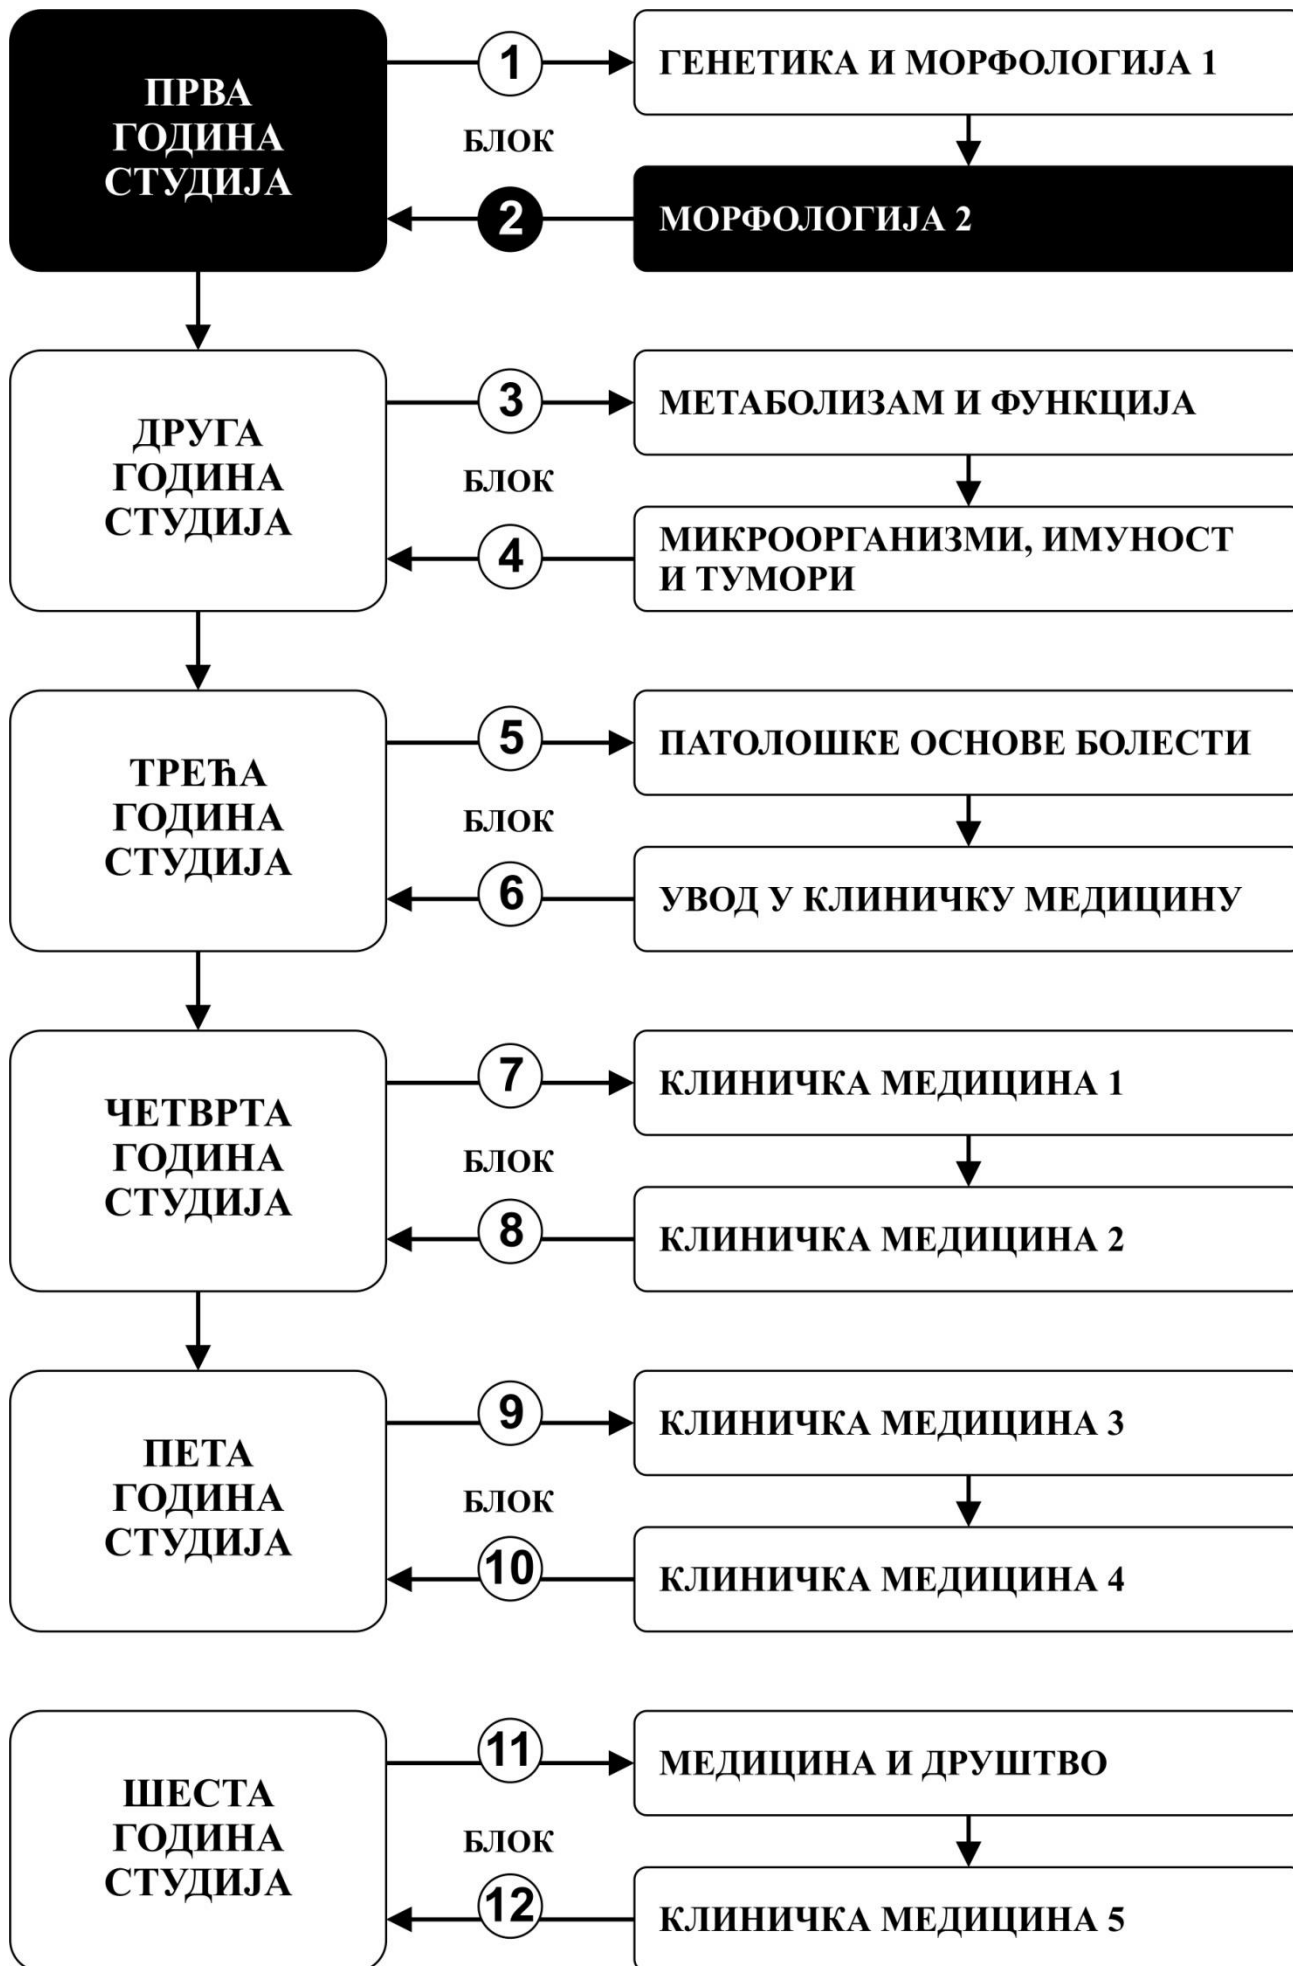 ПРВА
ГОДИНА
СТУДИЈА
1
БЛОК
2
ГЕНЕТИКА И МОРФОЛОГИЈА 1
МОРФОЛОГИЈА 2
ДРУГА
ГОДИНА
СТУДИЈА
3
БЛОК
4
МЕТАБОЛИЗАМ И ФУНКЦИЈА
МИКРООРГАНИЗМИ, ИМУНОСТ
И ТУМОРИ
ТРЕЋА
ГОДИНА
СТУДИЈА
5
БЛОК
6
ПАТОЛОШКЕ ОСНОВЕ БОЛЕСТИ
УВОД У КЛИНИЧКУ МЕДИЦИНУ
ЧЕТВРТА
ГОДИНА
СТУДИЈА
7
БЛОК
8
КЛИНИЧКА МЕДИЦИНА 1
КЛИНИЧКА МЕДИЦИНА 2
ПЕТА
ГОДИНА
СТУДИЈА
9
БЛОК
10
КЛИНИЧКА МЕДИЦИНА 3
КЛИНИЧКА МЕДИЦИНА 4
ШЕСТА
ГОДИНА
СТУДИЈА
11
БЛОК
12
МЕДИЦИНА И ДРУШТВО
КЛИНИЧКА МЕДИЦИНА 5